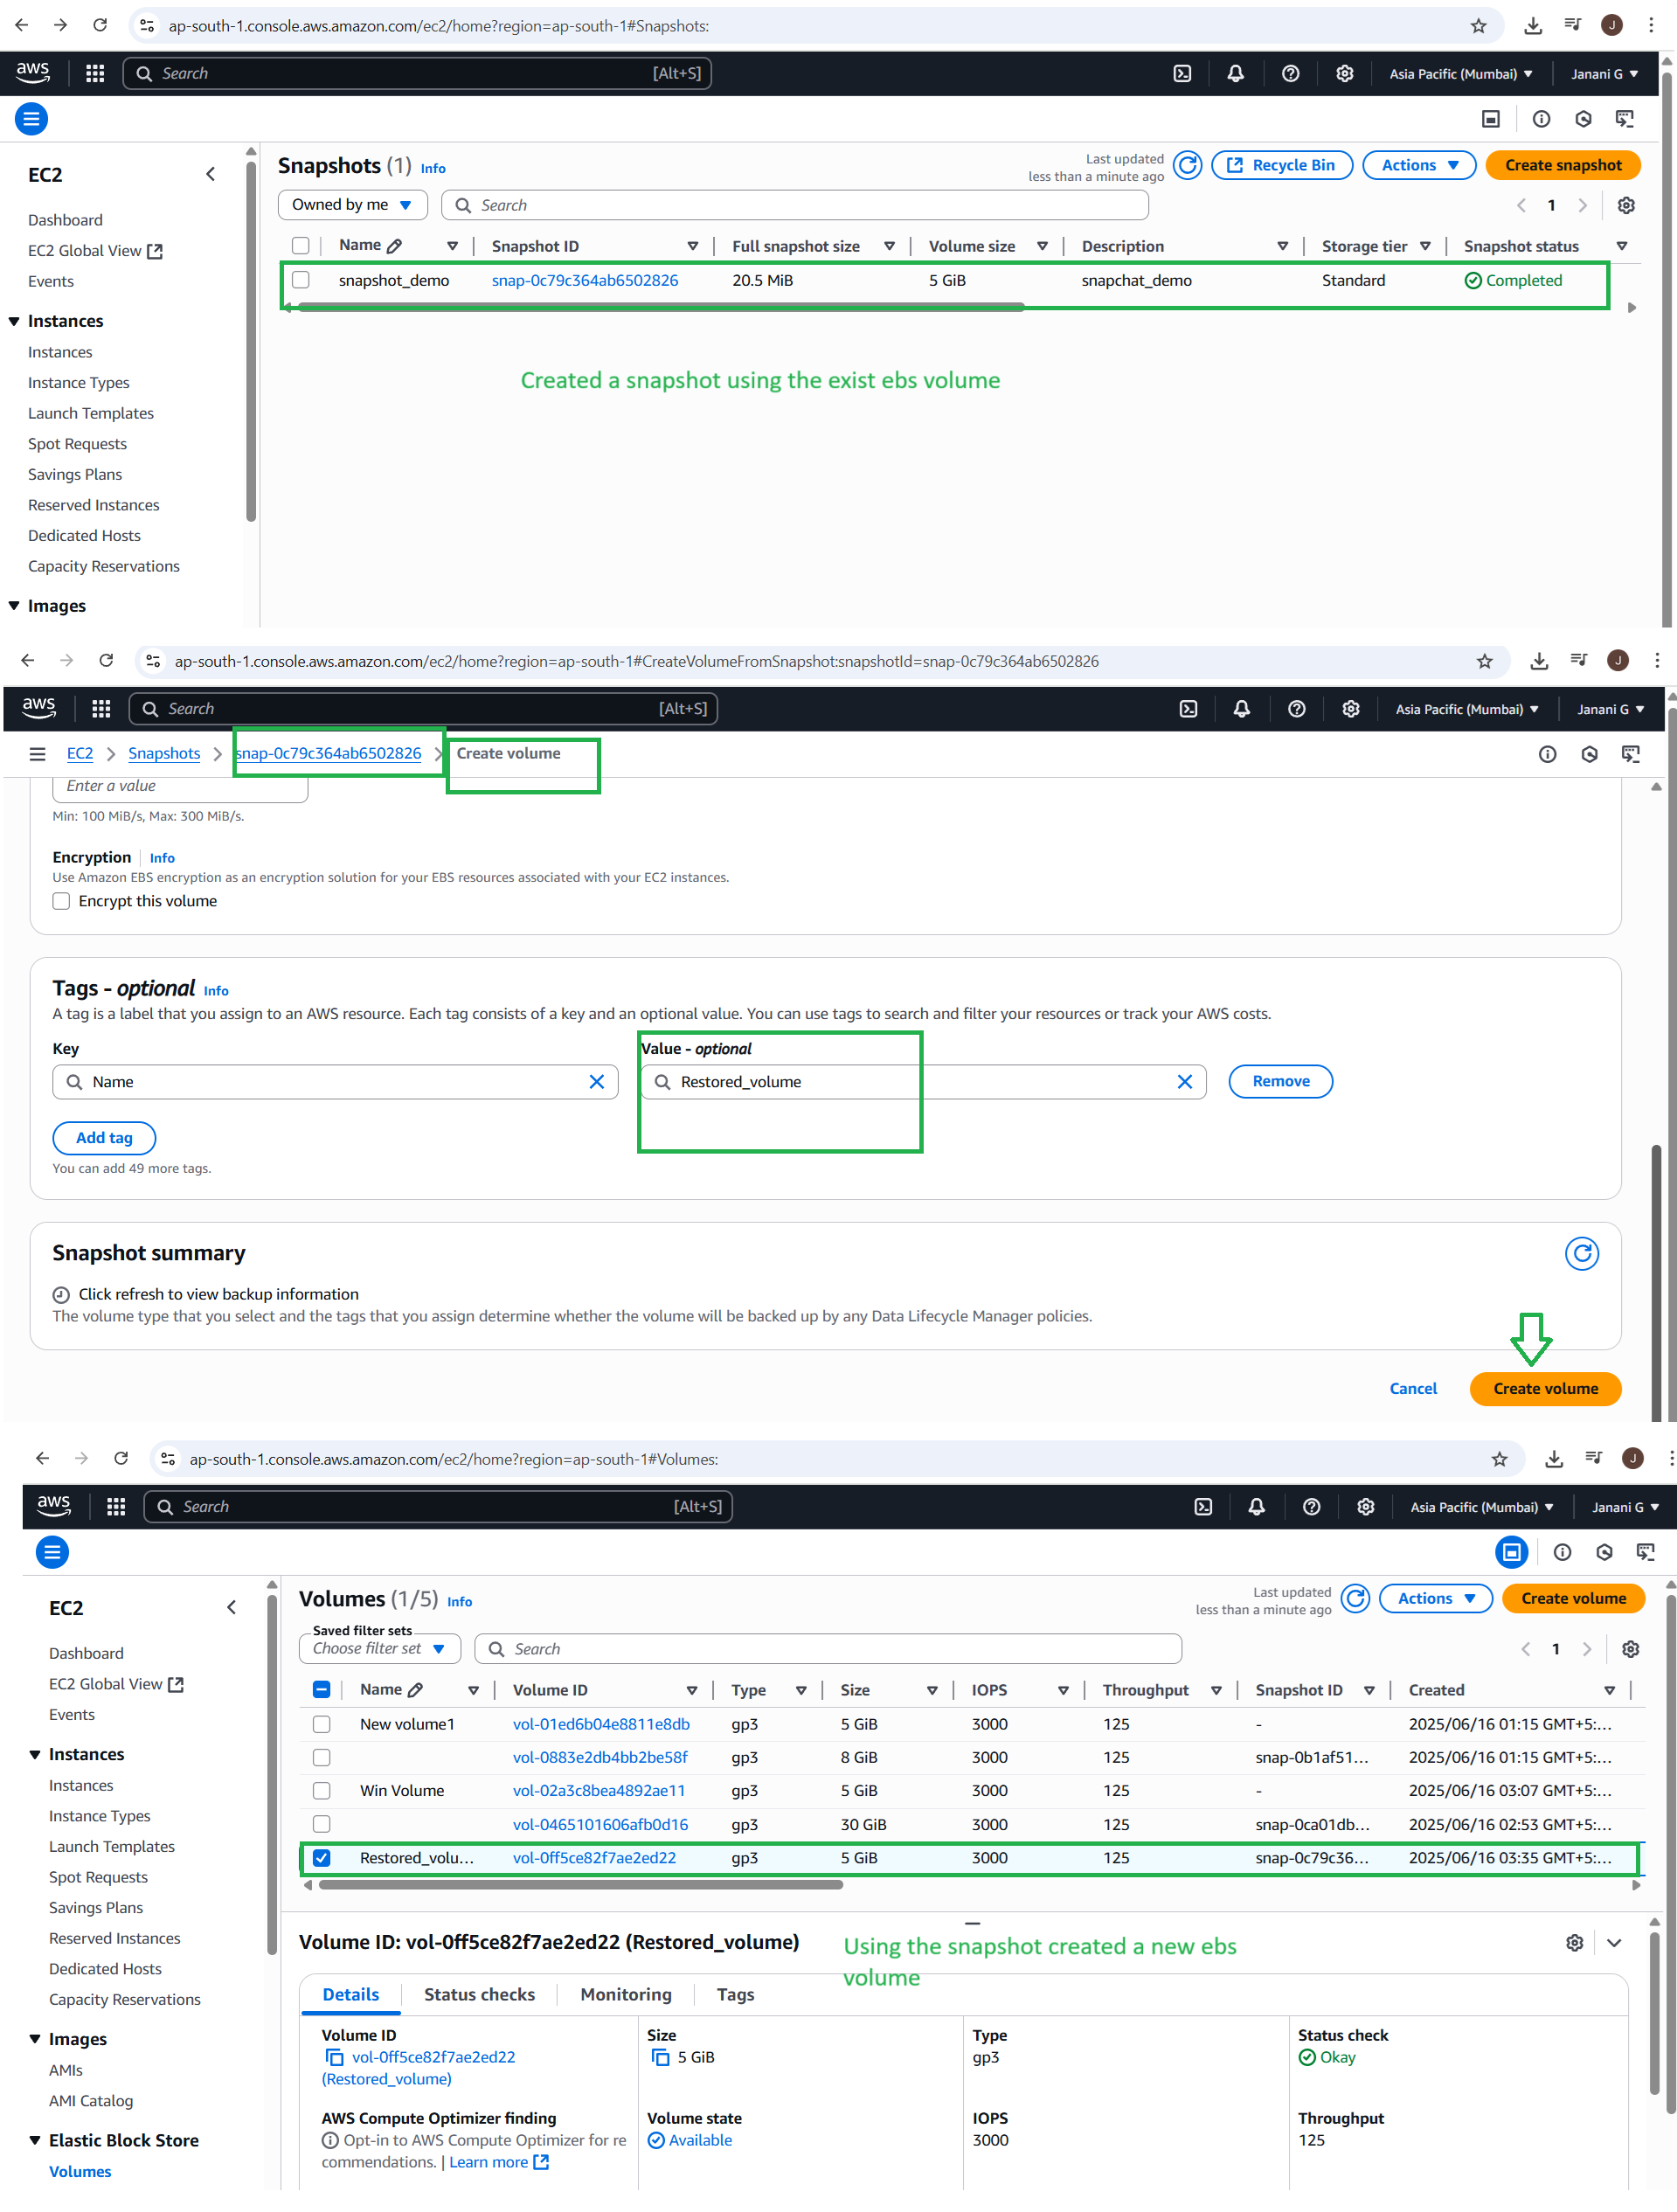 ap-south-1.console.aws.amazon.com/ec2/home?region=ap-south-1#Snapshots:
J
aws
Search
[Alt+S]
Asia Pacific (Mumbai)
Janani G
EC2
Dashboard
EC2 Global View
Events
Instances
Instances
Instance Types
Launch Templates
Spot Requests
Savings Plans
Reserved Instances
Dedicated Hosts
Capacity Reservations
Images
Snapshots (1) Info
Last updated
less than a minute ago
Recycle Bin
Actions
Create snapshot
Owned by me
Search
1
Name
Snapshot ID
Full snapshot size
Volume size
Description
Storage tier
Snapshot status
snapshot_demo
snap-0c79c364ab6502826
20.5 MiB
5 GiB
snapchat_demo
Standard
Completed
Created a snapshot using the exist ebs volume
ap-south-1.console.aws.amazon.com/ec2/home?region=ap-south-1#CreateVolumeFromSnapshot:snapshotId=snap-0c79c364ab6502826
J
aws
Search
[Alt+S]
Asia Pacific (Mumbai)
Janani G
EC2
Snapshots
snap-0c79c364ab6502826
Create volume
Enter a value
Min: 100 MiB/s, Max: 300 MiB/s.
Encryption Info
Use Amazon EBS encryption as an encryption solution for your EBS resources associated with your EC2 instances.
Encrypt this volume
Tags - optional Info
A tag is a label that you assign to an AWS resource. Each tag consists of a key and an optional value. You can use tags to search and filter your resources or track your AWS costs.
Key
Value - optional
Name
Restored_volume
Remove
Add tag
You can add 49 more tags.
Snapshot summary
Click refresh to view backup information
The volume type that you select and the tags that you assign determine whether the volume will be backed up by any Data Lifecycle Manager policies.
Cancel
Create volume
ap-south-1.console.aws.amazon.com/ec2/home?region=ap-south-1#Volumes:
J
aws
Search
[Alt+S]
Asia Pacific (Mumbai)
Janani G
EC2
Dashboard
EC2 Global View
Events
Instances
Instances
Instance Types
Launch Templates
Spot Requests
Savings Plans
Reserved Instances
Dedicated Hosts
Capacity Reservations
Images
AMIs
AMI Catalog
Elastic Block Store
Volumes
Volumes (1/5) Info
Last updated
less than a minute ago
Actions
Create volume
Saved filter sets
Choose filter set
Search
1
Name
Volume ID
Type
Size
IOPS
Throughput
Snapshot ID
Created
New volume1 vol-01ed6b04e8811e8db gp3 5 GiB 3000 125 - 2025/06/16 01:15 GMT+5:...
vol-0883e2db4bb2be58f gp3 8 GiB 3000 125 snap-0b1af51... 2025/06/16 01:15 GMT+5:...
Win Volume vol-02a3c8bea4892ae11 gp3 5 GiB 3000 125 - 2025/06/16 03:07 GMT+5:...
vol-0465101606afb0d16 gp3 30 GiB 3000 125 snap-0ca01db... 2025/06/16 02:53 GMT+5:...
Restored_volu... vol-0ff5ce82f7ae2ed22 gp3 5 GiB 3000 125 snap-0c79c36... 2025/06/16 03:35 GMT+5:...
Volume ID: vol-0ff5ce82f7ae2ed22 (Restored_volume)
Using the snapshot created a new ebs
volume
Details
Status checks
Monitoring
Tags
Volume ID
vol-0ff5ce82f7ae2ed22
(Restored_volume)
Size
5 GiB
Type
gp3
Status check
Okay
AWS Compute Optimizer finding
Opt-in to AWS Compute Optimizer for re
commendations. | Learn more
Volume state
Available
IOPS
3000
Throughput
125